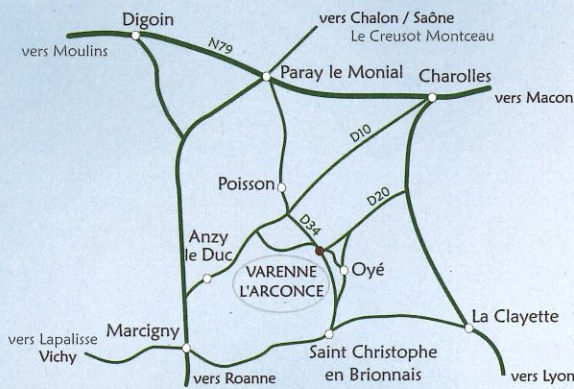 Digoin
vers Chalon / Saône
Le Creusot Montceau
vers Moulins
N79
Paray le Monial
Charolles
vers Macon
D10
Poisson
D20
D34
Anzy
le Duc
VARENNE
L'ARCONCE
Oyé
La Clayette
vers Lapalisse
Vichy
Marcigny
Saint Christophe
en Brionnais
vers Roanne
vers Lyon